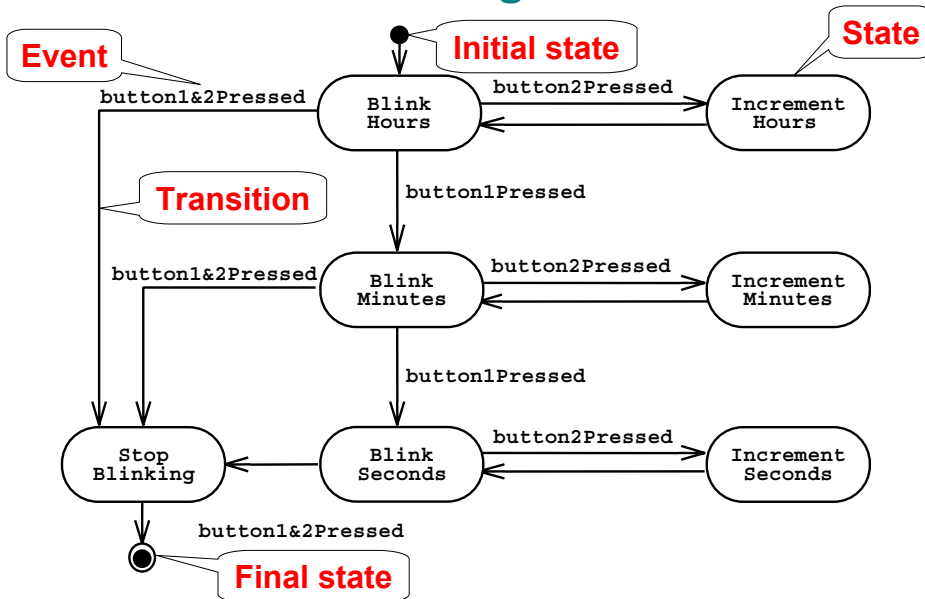 Initial state
State
Event
button1&2Pressed
Blink
Hours
button2Pressed
Increment
Hours
Transition
button1Pressed
button1&2Pressed
Blink
Minutes
button2Pressed
Increment
Minutes
button1Pressed
Stop
Blinking
Blink
Seconds
button2Pressed
Increment
Seconds
button1&2Pressed
Final state